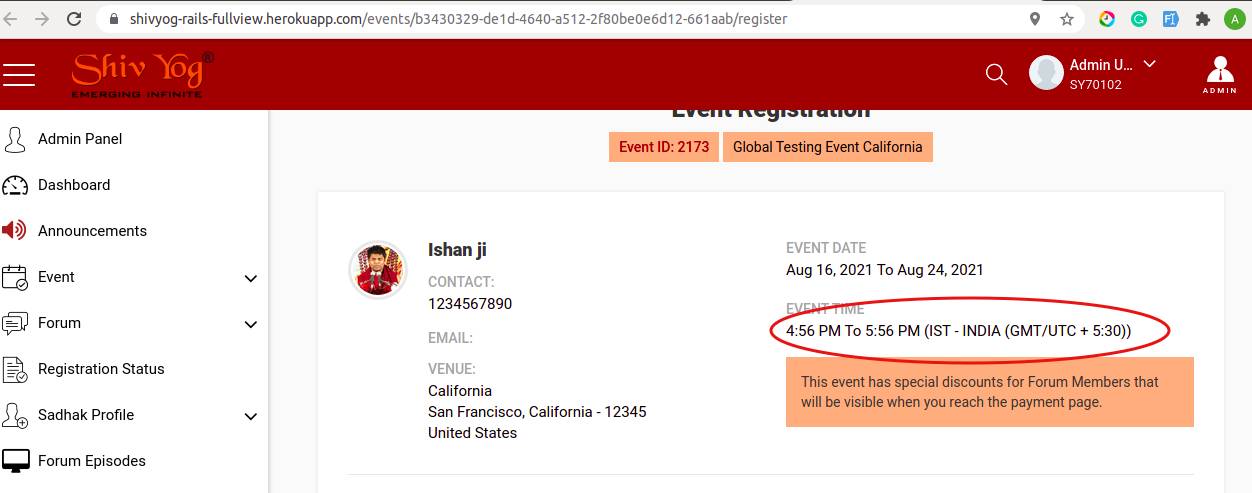 shivyog-rails-fullview.herokuapp.com/events/b3430329-de1d-4640-a512-2f80be0e6d12-661aab/register
A
Shiv Yog®
EMERGING INFINITE
Admin U...
SY70102
ADMIN
Admin Panel
Dashboard
Announcements
Event
Forum
Registration Status
Sadhak Profile
Forum Episodes
Event Registration
Event ID: 2173
Global Testing Event California
Ishan ji
CONTACT:
1234567890
EMAIL:
VENUE:
California
San Francisco, California - 12345
United States
EVENT DATE
Aug 16, 2021 To Aug 24, 2021
EVENT TIME
4:56 PM To 5:56 PM (IST - INDIA (GMT/UTC + 5:30))
This event has special discounts for Forum Members that
will be visible when you reach the payment page.